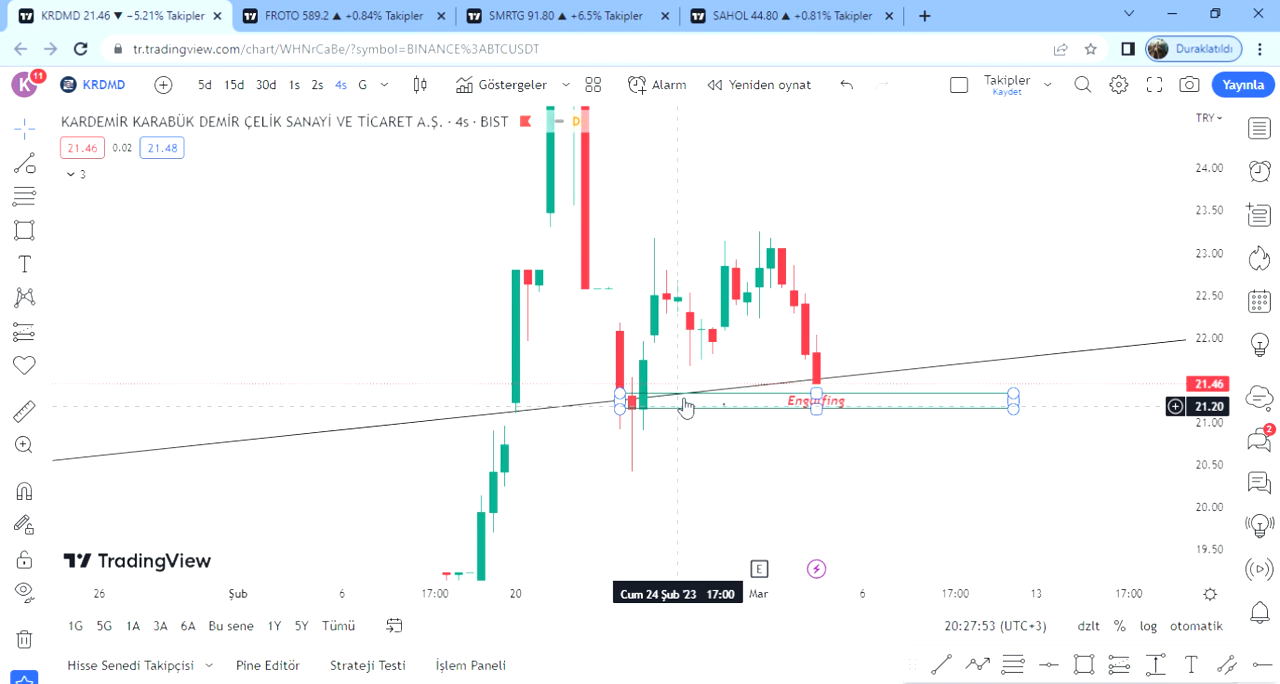 KRDMD 21.46 ▼ −5.21% Takipler
FROTO 589.2 ▲ +0.84% Takipler
SMRTG 91.80 ▲ +6.5% Takipler
SAHOL 44.80 ▲ +0.81% Takipler
tr.tradingview.com/chart/WHNrCaBe/?symbol=BINANCE%3ABTCUSDT
Duraklatıldı
K 11
KRDMD
5d 15d 30d 1s 2s 4s G
Göstergeler
Alarm
Yeniden oynat
Takipler
Kaydet
Yayınla
KARDEMİR KARABÜK DEMİR ÇELİK SANAYİ VE TİCARET A.Ş. · 4s · BIST
D
TRY
21.46 0.02 21.48
3
24.00
23.50
23.00
22.50
22.00
21.46
21.20
21.00
20.50
20.00
19.50
Engulfing
2
TradingView
E
26 Şub 6 17:00 20 Cum 24 Şub '23 17:00 Mar 6 17:00 13 17:00
1G 5G 1A 3A 6A Bu sene 1Y 5Y Tümü
20:27:53 (UTC+3) dzlt % log otomatik
Hisse Senedi Takipçisi Pine Editör Strateji Testi İşlem Paneli